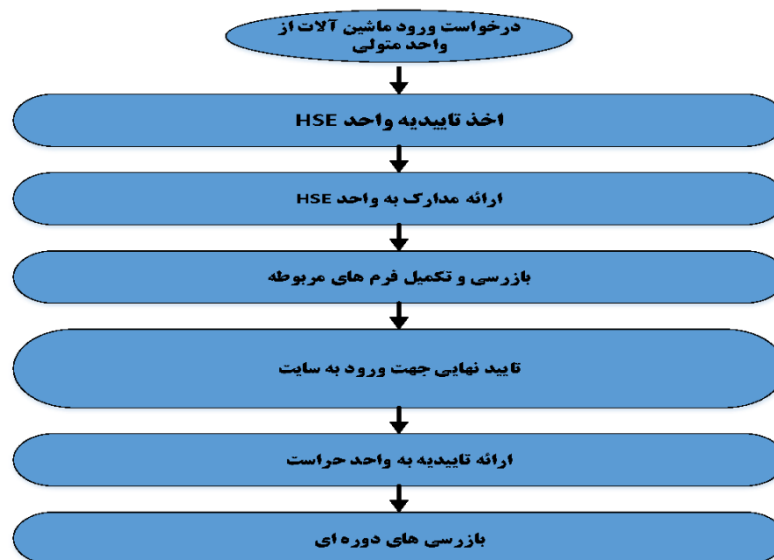 درخواست ورود ماشین آلات از
واحد متولی
اخذ تاییدیه واحد HSE
ارائه مدارک به واحد HSE
بازرسی و تکمیل فرم های مربوطه
تایید نهایی جهت ورود به سایت
ارائه تاییدیه به واحد حراست
بازرسی های دوره ای